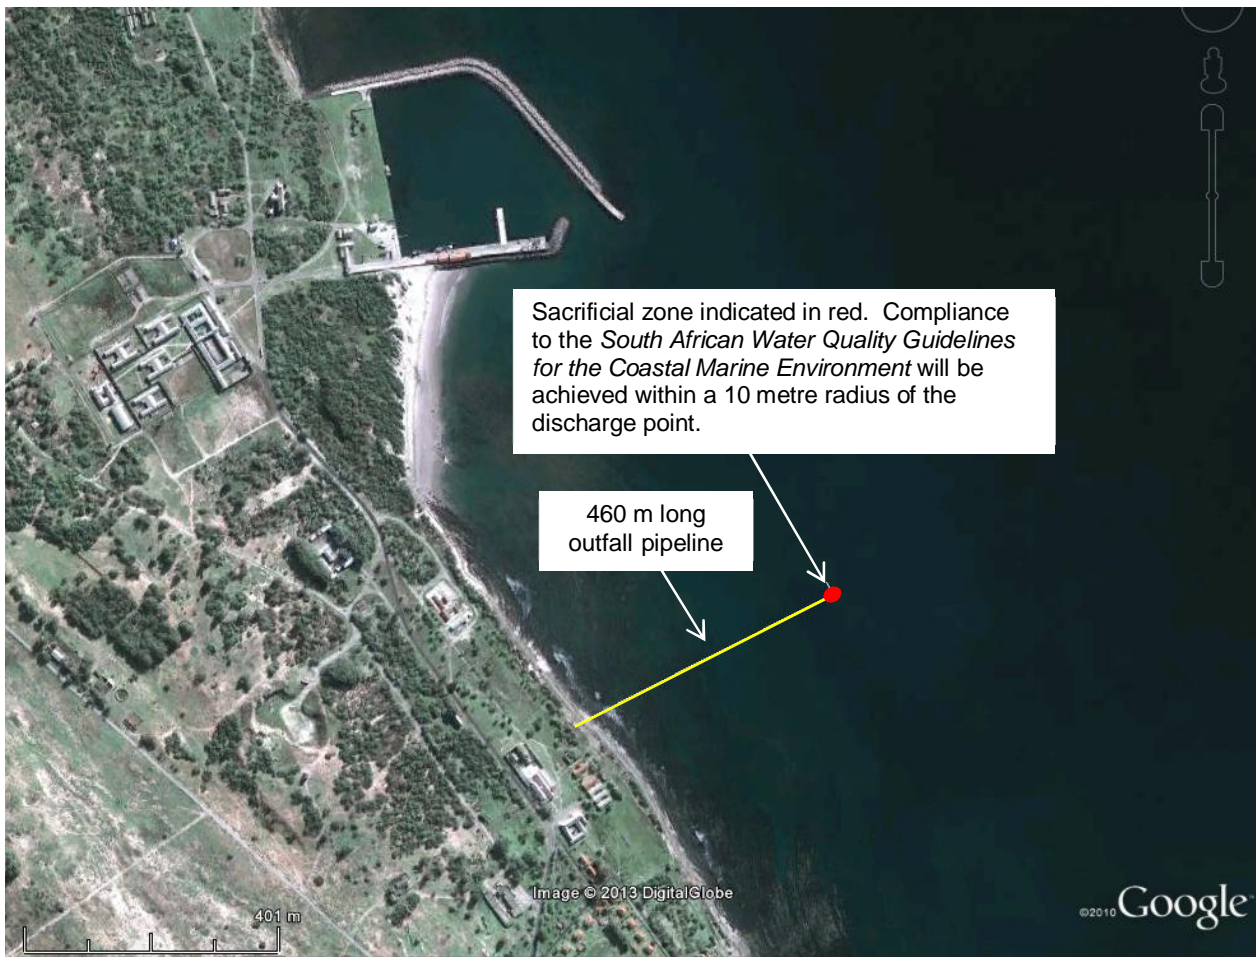 Sacrificial zone indicated in red. Compliance
to the South African Water Quality Guidelines
for the Coastal Marine Environment will be
achieved within a 10 metre radius of the
discharge point.
460 m long
outfall pipeline
Image © 2013 DigitalGlobe
©2010 Google
401 m